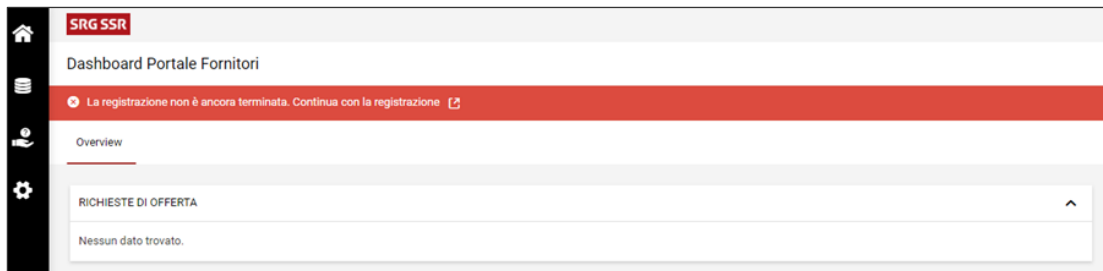 SRG SSR
Dashboard Portale Fornitori
La registrazione non è ancora terminata. Continua con la registrazione
Overview
RICHIESTE DI OFFERTA
Nessun dato trovato.